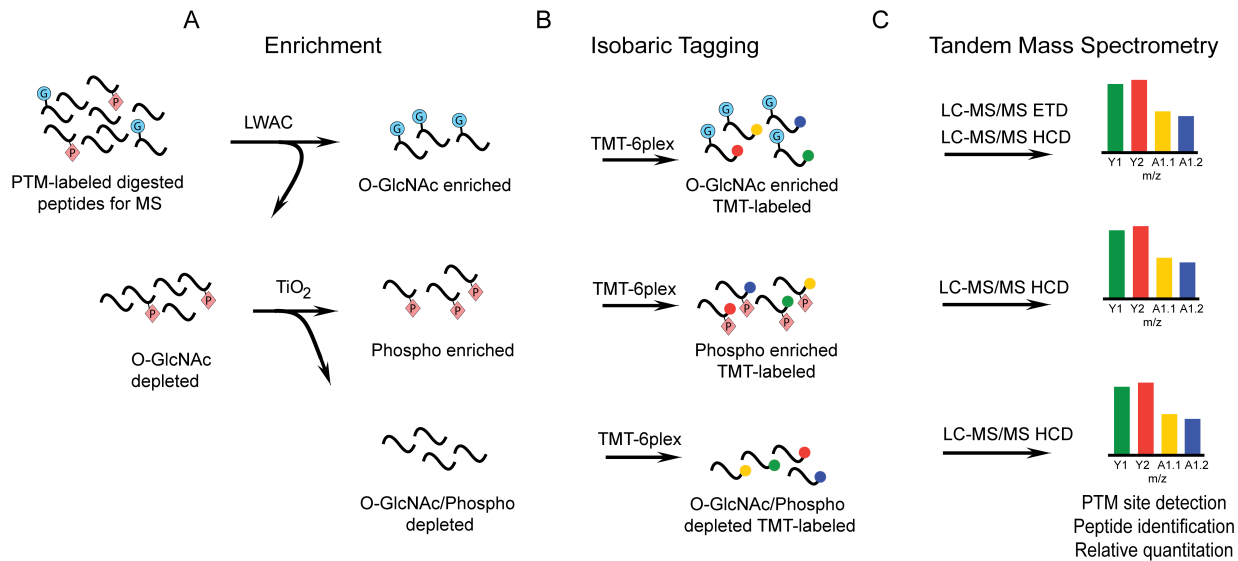 A
Enrichment
B
Isobaric Tagging
C
Tandem Mass Spectrometry
G
P
G
P
PTM-labeled digested
peptides for MS
LWAC
G
G
G
O-GlcNAc enriched
TMT-6plex
G
G
G
G
O-GlcNAc enriched
TMT-labeled
LC-MS/MS ETD
LC-MS/MS HCD
Y1 Y2 A1.1 A1.2
m/z
P
P
O-GlcNAc
depleted
TiO2
P
P
P
Phospho enriched
TMT-6plex
P
P
P
P
Phospho enriched
TMT-labeled
LC-MS/MS HCD
Y1 Y2 A1.1 A1.2
m/z
O-GlcNAc/Phospho
depleted
TMT-6plex
O-GlcNAc/Phospho
depleted TMT-labeled
LC-MS/MS HCD
Y1 Y2 A1.1 A1.2
m/z
PTM site detection
Peptide identification
Relative quantitation